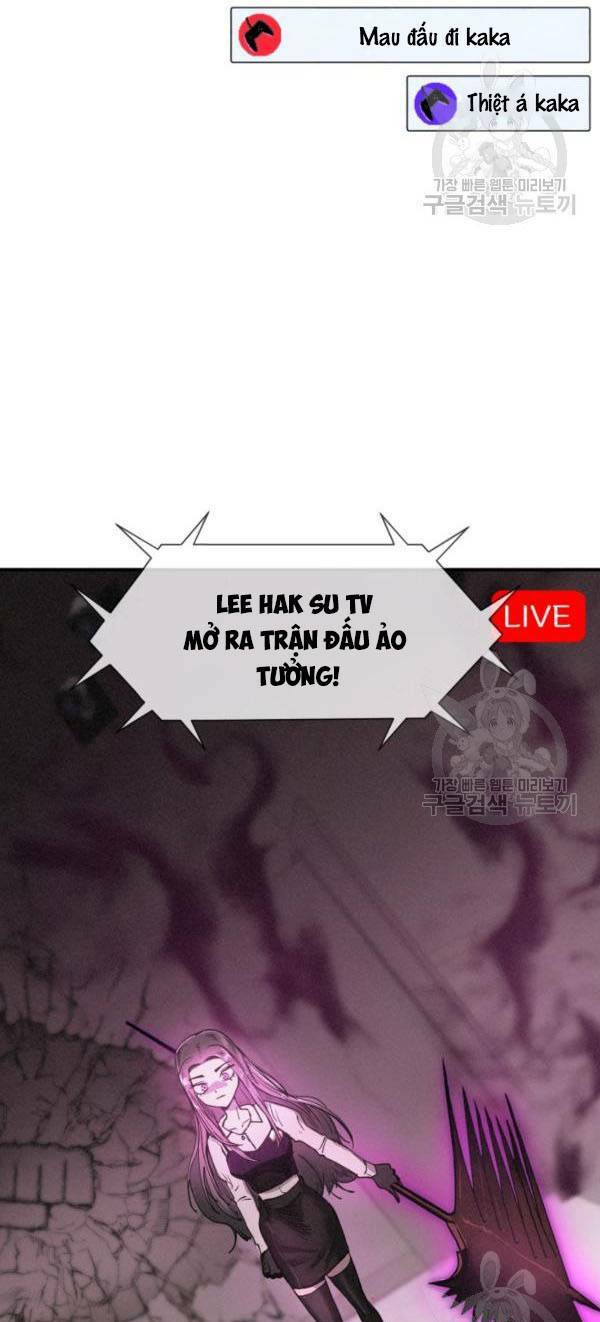 Mau đấu đi kaka
Thiệt á kaka
가장 빠른 웹툰 미리보기
구글검색 뉴토끼
LEE HAK SU TV
MỞ RA TRẬN ĐẤU ẢO
TƯỞNG!
LIVE
가장 빠른 웹툰 미리보기
구글검색 뉴토끼